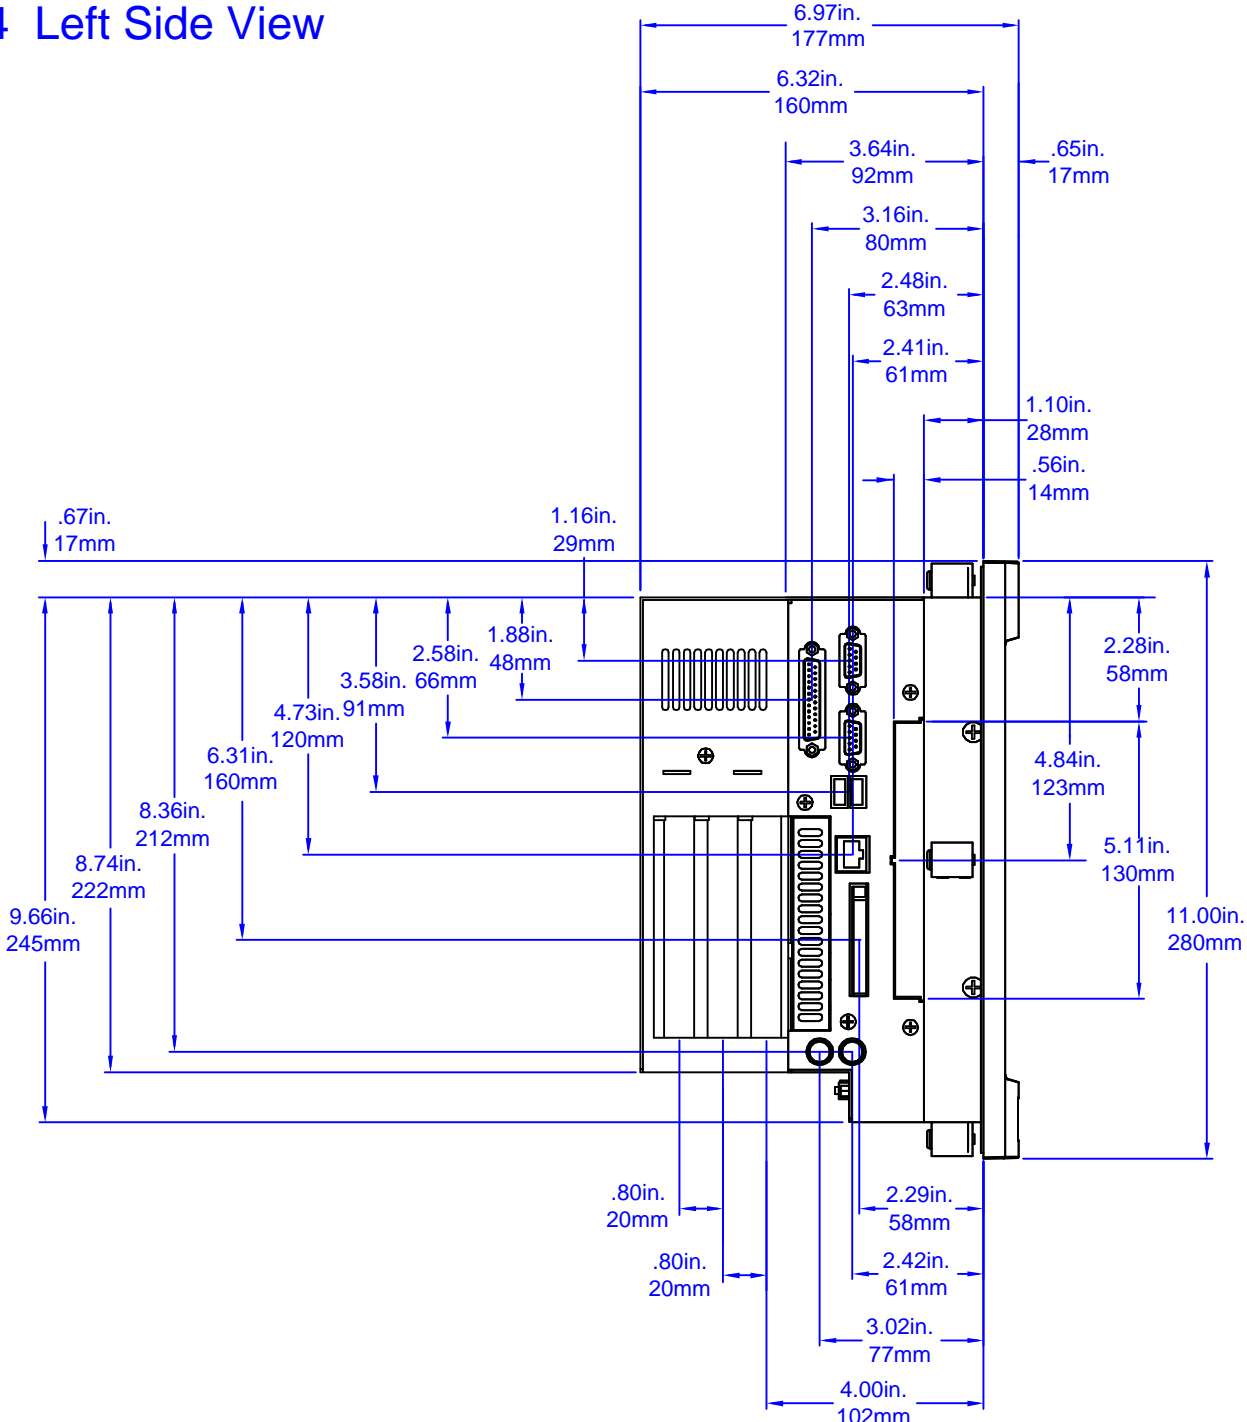 4 Left Side View
6.97in.
177mm
6.32in.
160mm
3.64in.
92mm
.65in.
17mm
3.16in.
80mm
2.48in.
63mm
2.41in.
61mm
1.10in.
28mm
.56in.
14mm
.67in.
17mm
1.16in.
29mm
1.88in.
48mm
2.58in.
66mm
3.58in.
91mm
4.73in.
120mm
6.31in.
160mm
8.36in.
212mm
8.74in.
222mm
9.66in.
245mm
2.28in.
58mm
4.84in.
123mm
5.11in.
130mm
11.00in.
280mm
.80in.
20mm
2.29in.
58mm
.80in.
20mm
2.42in.
61mm
3.02in.
77mm
4.00in.
102mm